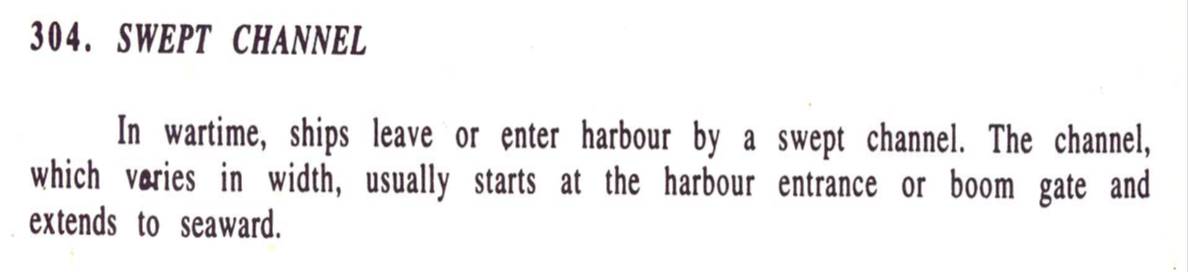 304. SWEPT CHANNEL
In wartime, ships leave or enter harbour by a swept channel. The channel,
which varies in width, usually starts at the harbour entrance or boom gate and
extends to seaward.